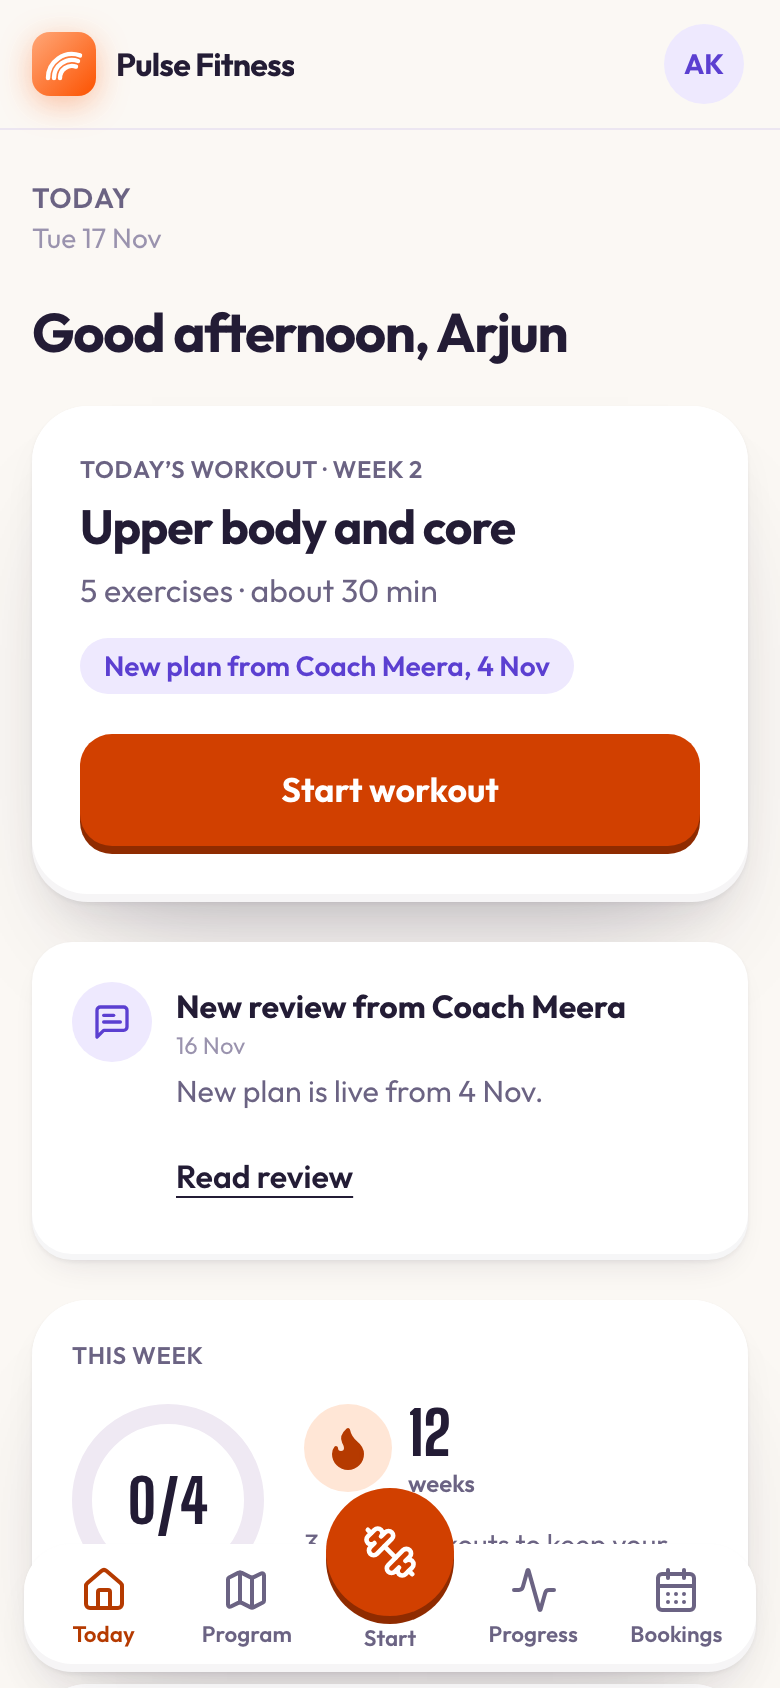 Pulse Fitness
AK
TODAY
Tue 17 Nov
Good afternoon, Arjun
TODAY’S WORKOUT · WEEK 2
Upper body and core
5 exercises · about 30 min
New plan from Coach Meera, 4 Nov
Start workout
New review from Coach Meera
16 Nov
New plan is live from 4 Nov.
Read review
THIS WEEK
0/4
12
weeks
to keep your
Today
Program
Start
Progress
Bookings